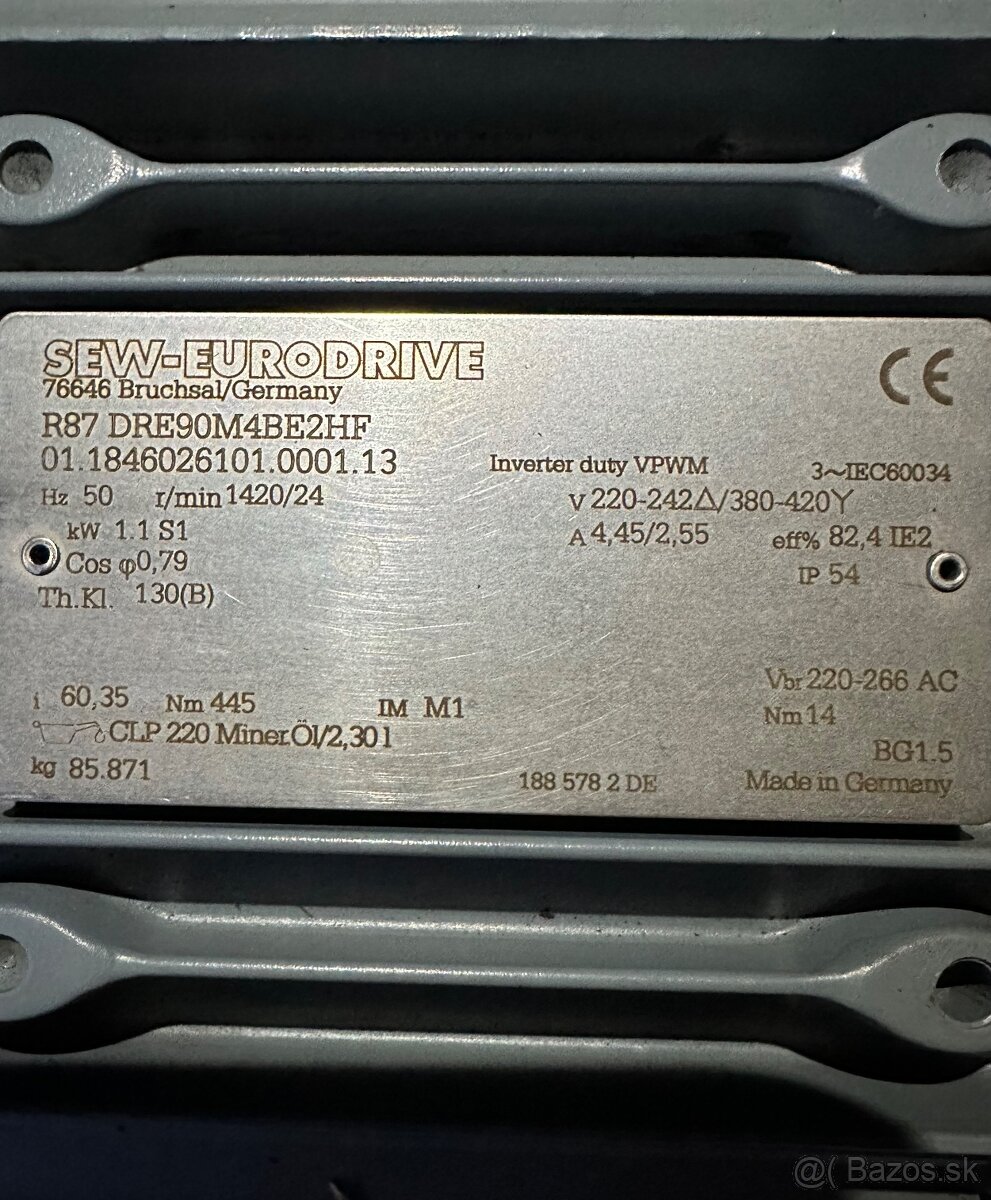 SEW-EURODRIVE
76646 Bruchsal/Germany
CE
R87 DRE90M4BE2HF
01.1846026101.0001.13
Inverter duty VPWM
3~IEC60034
Hz 50 r/min 1420/24
V 220-242△/380-420Y
kW 1.1 S1
A 4,45/2,55
eff% 82,4 IE2
Cos φ0,79
IP 54
Th.Kl. 130(B)
i 60,35 Nm 445
IM M1
Vbr 220-266 AC
CLP 220 Miner.Öl/2,30 l
Nm 14
kg 85.871
188 578 2 DE
BG1.5
Made in Germany
@( Bazos.sk